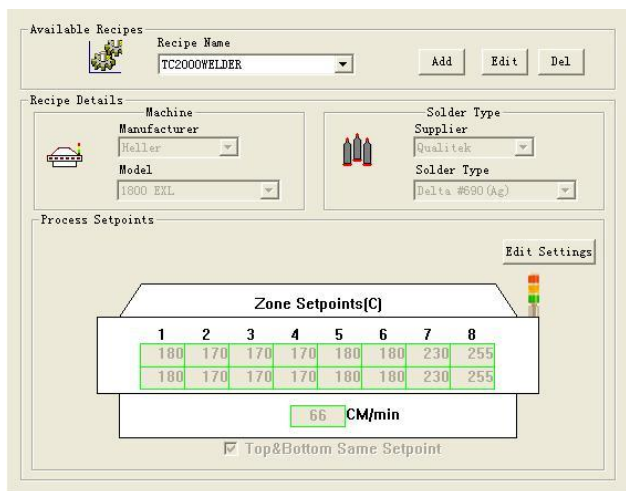 Available Recipes
Recipe Name
TC2000WELDER
Add Edit Del
Recipe Details
Machine
Manufacturer
Heller
Model
1800 EXL
Solder Type
Supplier
Qualitek
Solder Type
Delta #690(Ag)
Process Setpoints
Edit Settings
Zone Setpoints(C)
1 2 3 4 5 6 7 8
180 170 170 170 180 180 230 255
180 170 170 170 180 180 230 255
66 CM/min
Top&Bottom Same Setpoint